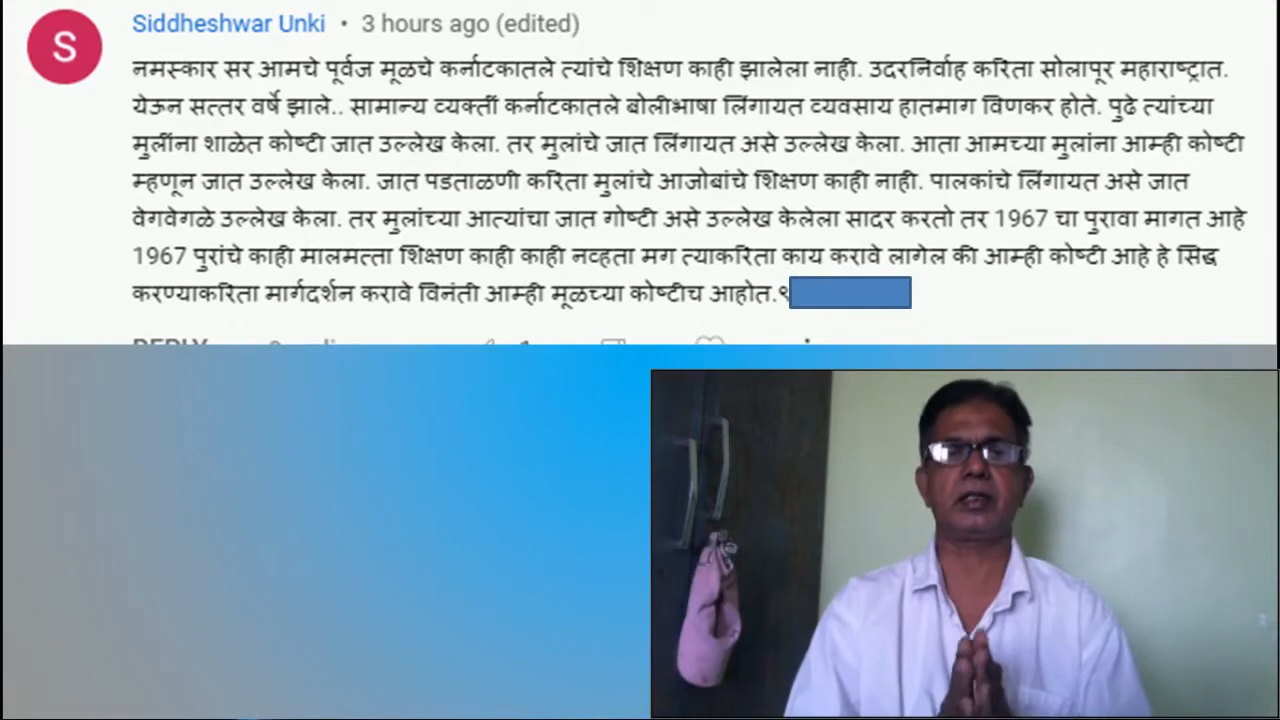 S
Siddheshwar Unki • 3 hours ago (edited)
नमस्कार सर आमचे पूर्वज मूळचे कर्नाटकातले त्यांचे शिक्षण काही झालेला नाही. उदरनिर्वाह करिता सोलापूर महाराष्ट्रात.
येऊन सत्तर वर्षे झाले.. सामान्य व्यक्ती कर्नाटकातले बोलीभाषा लिंगायत व्यवसाय हातमाग विणकर होते. पुढे त्यांच्या
मुलींना शाळेत कोष्टी जात उल्लेख केला. तर मुलांचे जात लिंगायत असे उल्लेख केला. आता आमच्या मुलांना आम्ही कोष्टी
म्हणून जात उल्लेख केला. जात पडताळणी करिता मुलांचे आजोबांचे शिक्षण काही नाही. पालकांचे लिंगायत असे जात
वेगवेगळे उल्लेख केला. तर मुलांच्या आत्यांचा जात गोष्टी असे उल्लेख केलेला सादर करतो तर 1967 चा पुरावा मागत आहे
1967 पुरांचे काही मालमत्ता शिक्षण काही काही नव्हता मग त्याकरिता काय करावे लागेल की आम्ही कोष्टी आहे हे सिद्ध
करण्याकरिता मार्गदर्शन करावे विनंती आम्ही मूळच्या कोष्टीच आहोत.९
REPLY